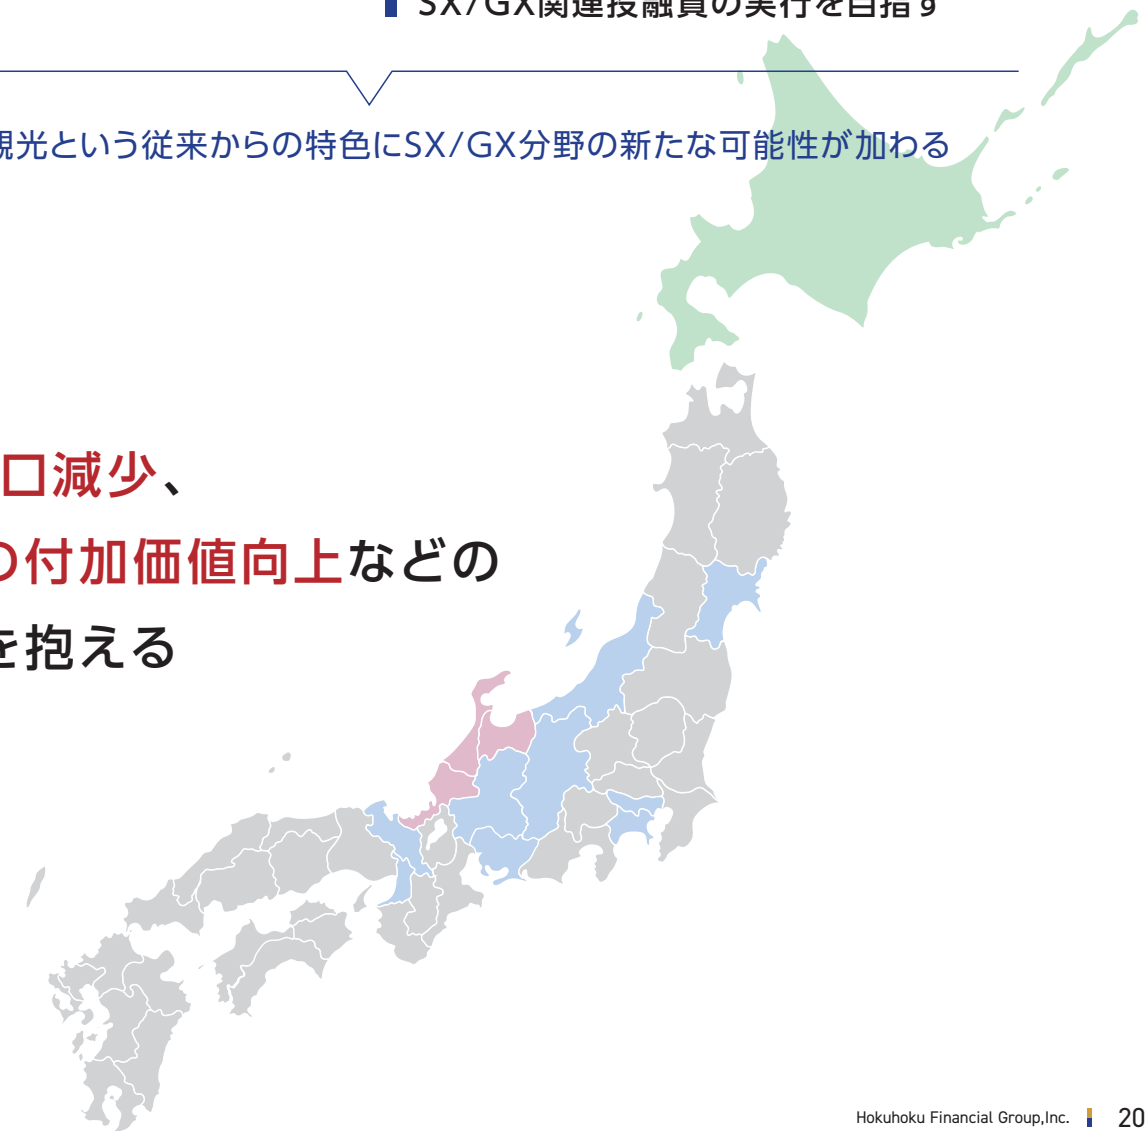 SX/GX関連投融資の実行を目指す
観光という従来からの特色にSX/GX分野の新たな可能性が加わる
口減少、
の付加価値向上などの
を抱える
Hokuhoku Financial Group,Inc. 20